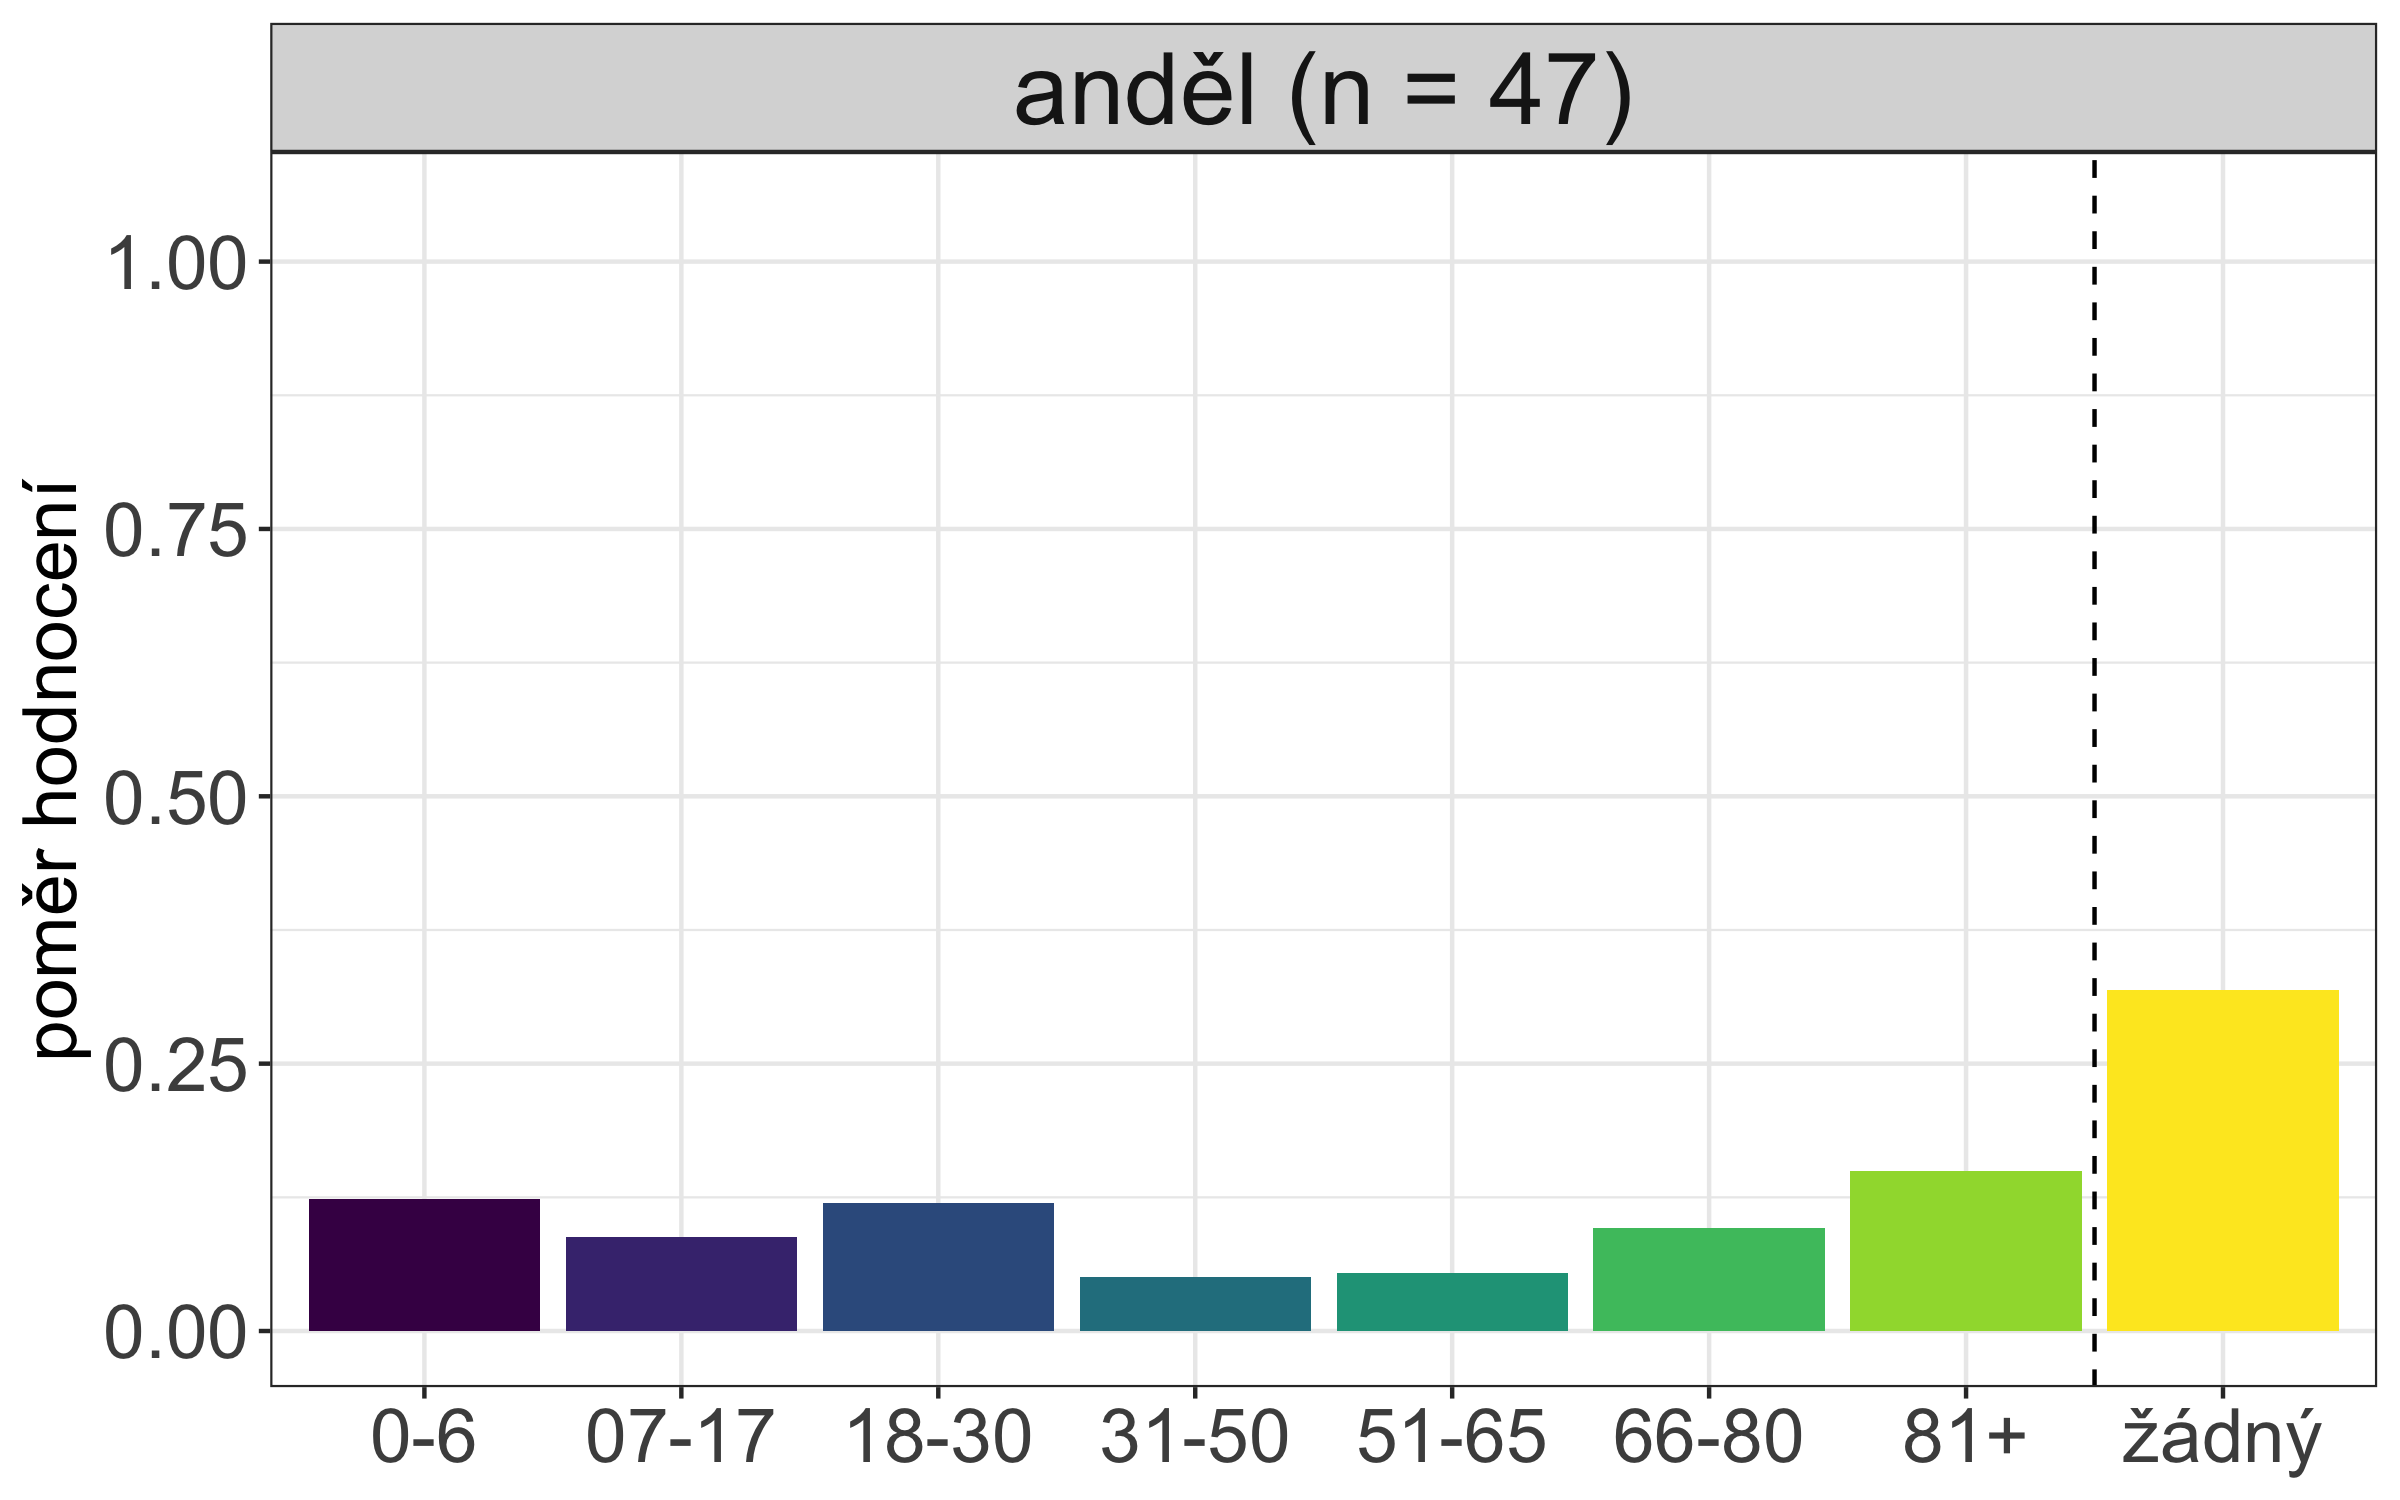 anděl (n = 47)
poměr hodnocení
1.00
0.75
0.50
0.25
0.00
0-6 07-17 18-30 31-50 51-65 66-80 81+ žádný